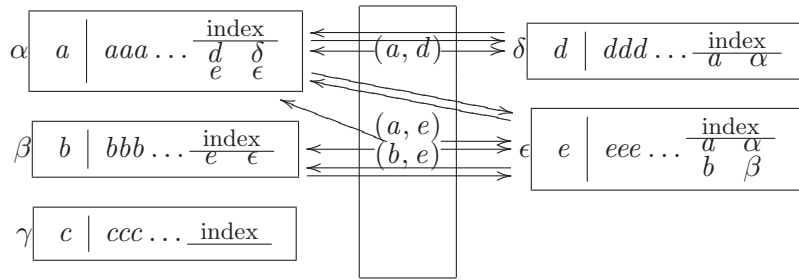 α a | aaa ... index
d δ
e ϵ
β b | bbb ... index
e ϵ
γ c | ccc ... index
(a, d)
(a, e)
(b, e)
δ d | ddd ... index
a α
ϵ e | eee ... index
a α
b β